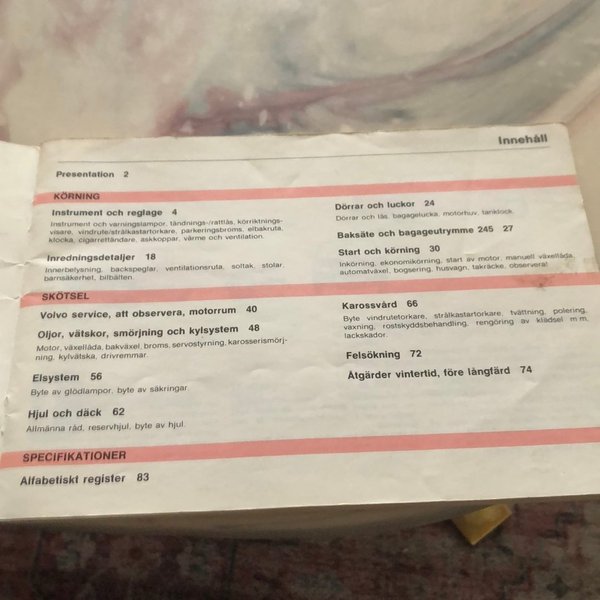 Innehåll
Presentation 2
KÖRNING
Instrument och reglage 4
Instrument och varningslampor, tändnings-/rattlås, körriktnings-
visare, vindrute/strålkastartorkare, parkeringsbroms, elbakruta,
klocka, cigarrettändare, askkoppar, värme och ventilation.
Inredningsdetaljer 18
Innerbelysning, backspeglar, ventilationsruta, soltak, stolar,
barnsäkerhet, bilbälten.
Dörrar och luckor 24
Dörrar och lås, bagagelucka, motorhuv, tanklock.
Baksäte och bagageutrymme 245 27
Start och körning 30
Inkörning, ekonomikörning, start av motor, manuell växellåda,
automatväxel, bogsering, husvagn, takräcke, observera!
SKÖTSEL
Volvo service, att observera, motorrum 40
Oljor, vätskor, smörjning och kylsystem 48
Motor, växellåda, bakväxel, broms, servostyrning, karosserismörj-
ning, kylvätska, drivremmar.
Elsystem 56
Byte av glödlampor, byte av säkringar.
Hjul och däck 62
Allmänna råd, reservhjul, byte av hjul.
Karossvård 66
Byte vindrutetorkare, strålkastartorkare, tvättning, polering,
vaxning, rostskyddsbehandling, rengöring av klädsel m m,
lackskador.
Felsökning 72
Åtgärder vintertid, före långfärd 74
SPECIFIKATIONER
Alfabetiskt register 83